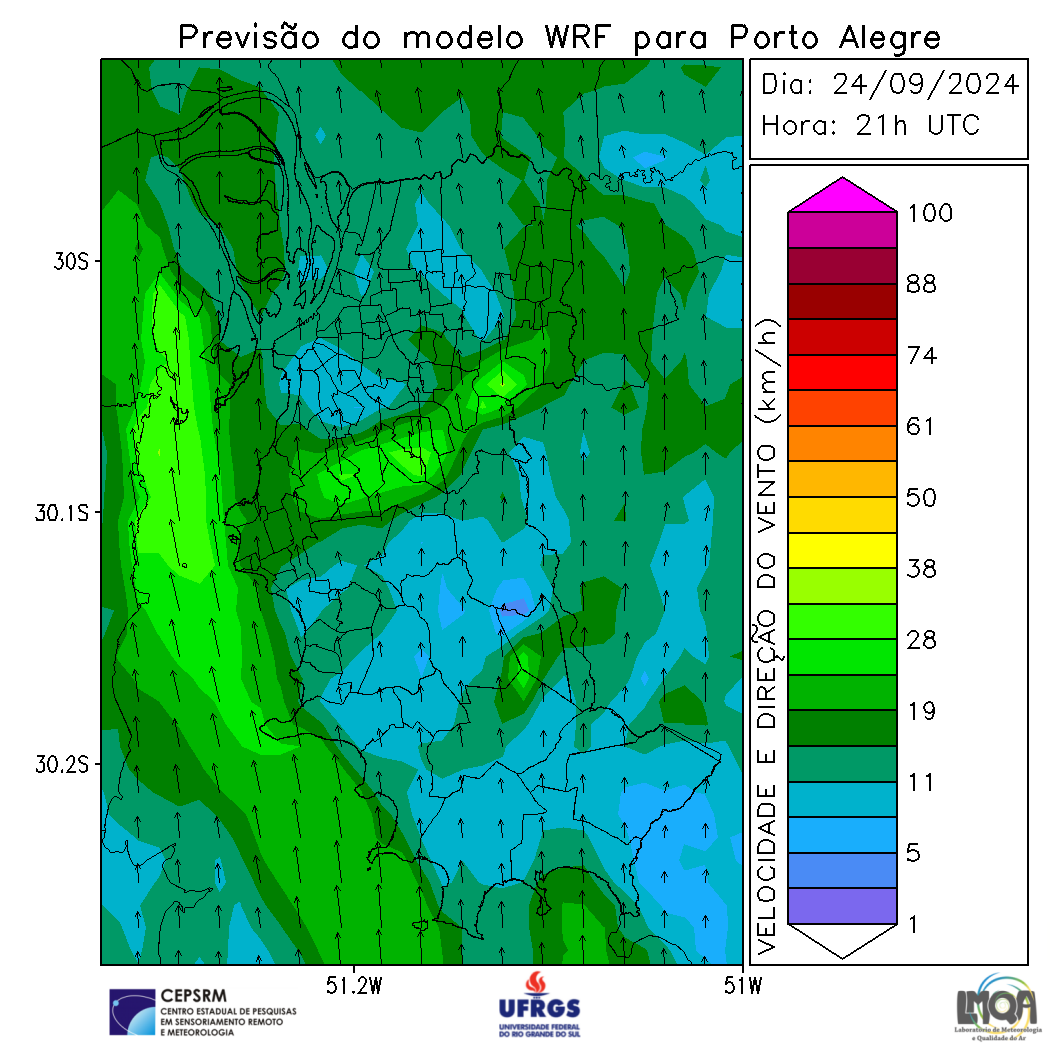 Previsão do modelo WRF para Porto Alegre
Dia: 24/09/2024
Hora: 21h UTC
30S
30.1S
30.2S
51.2W
51W
VELOCIDADE E DIREÇÃO DO VENTO (km/h)
100
88
74
61
50
38
28
19
11
5
1
CEPSRM
CENTRO ESTADUAL DE PESQUISAS
EM SENSORIAMENTO REMOTO
E METEOROLOGIA
UFRGS
UNIVERSIDADE FEDERAL
DO RIO GRANDE DO SUL
LMQA
Laboratório de Meteorologia
e Qualidade do Ar